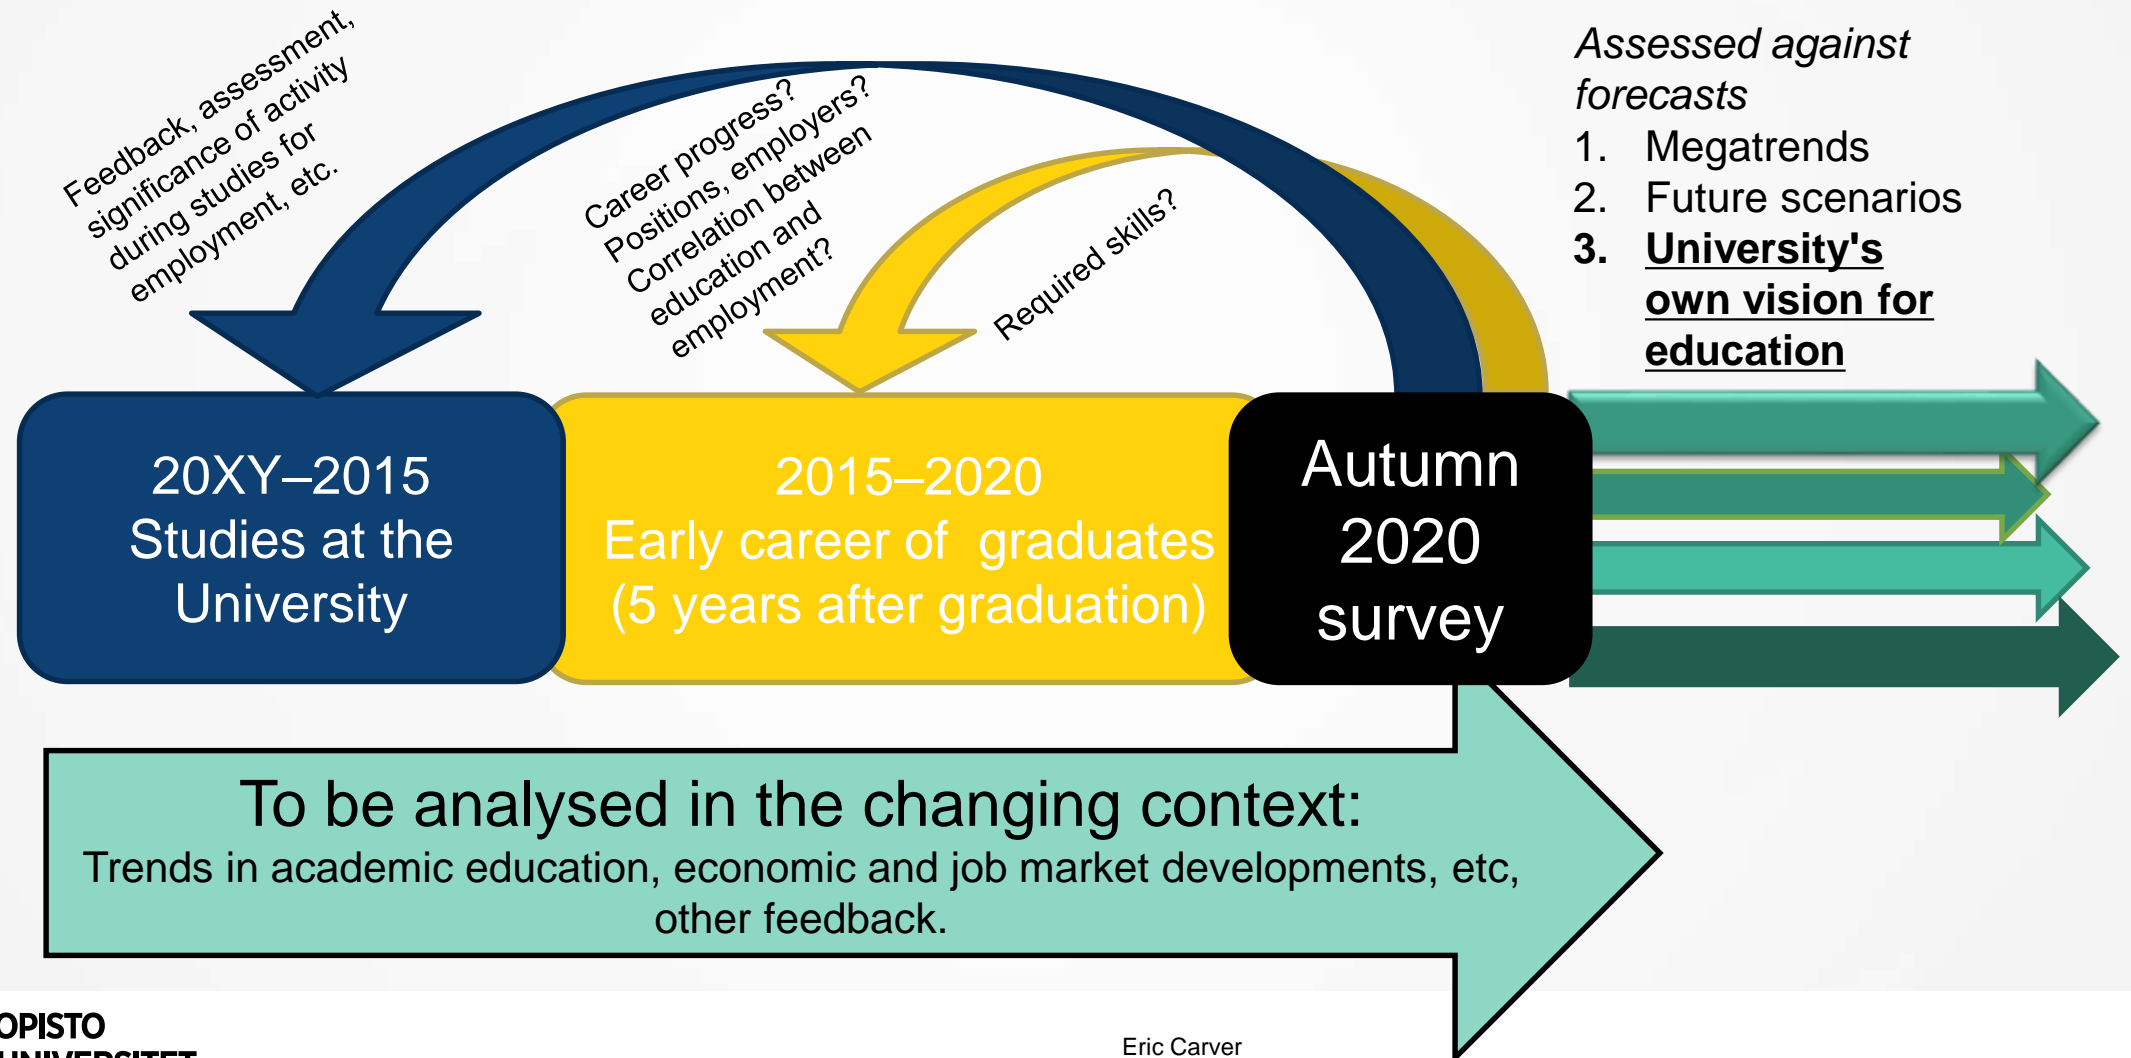 Feedback, assessment,
significance of activity
during studies for
employment, etc.
Career progress?
Positions, employers?
Correlation between
education and
employment?
Required skills?
Assessed against
forecasts
1. Megatrends
2. Future scenarios
3. University's
own vision for
education
20XY–2015
Studies at the
University
2015–2020
Early career of  graduates
(5 years after graduation)
Autumn
2020
survey
To be analysed in the changing context:
Trends in academic education, economic and job market developments, etc,
other feedback.
OPISTO
UNIVERSITET
Eric Carver